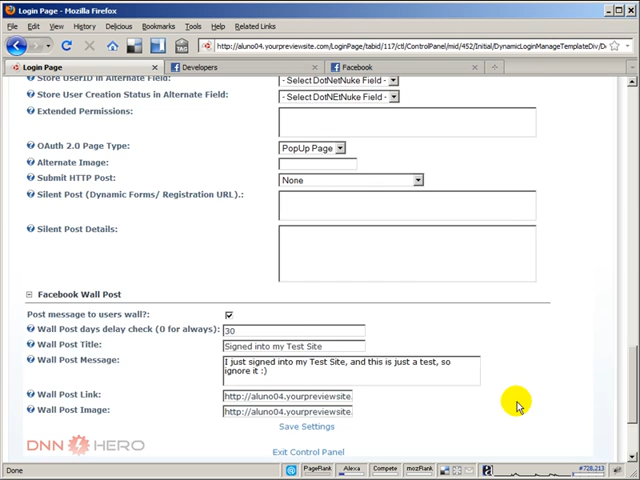 Login Page - Mozilla Firefox
File Edit View History Delicious Bookmarks Tools Help Related Links
TAG http://aluno04.yourpreviewsite.com/LoginPage/tabid/117/ctl/ControlPanel/mid/452/Initial/DynamicLoginManageTemplateDiv/D
Login Page Developers Facebook
Store UserID in Alternate Field: - Select DotNetNuke Field -
Store User Creation Status in Alternate Field: - Select DotNEtNuke Field -
Extended Permissions:
OAuth 2.0 Page Type: PopUp Page
Alternate Image:
Submit HTTP Post: None
Silent Post (Dynamic Forms/ Registration URL).:
Silent Post Details:
Facebook Wall Post
Post message to users wall?:
Wall Post days delay check (0 for always): 30
Wall Post Title: Signed into my Test Site
Wall Post Message: I just signed into my Test Site, and this is just a test, so
ignore it :)
Wall Post Link: http://aluno04.yourpreviewsite.
Wall Post Image: http://aluno04.yourpreviewsite.
Save Settings
DNN HERO
Exit Control Panel
Done PageRank Alexa Compete mozRank #728,213